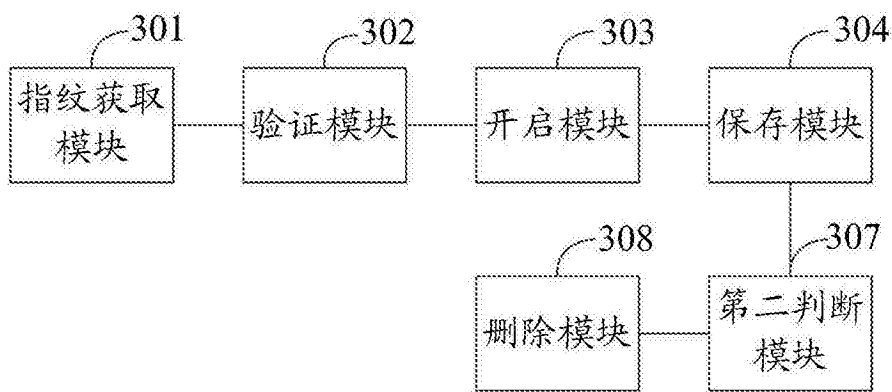 301
302
303
304
指纹获取
模块
验证模块
开启模块
保存模块
308
307
删除模块
第二判断
模块